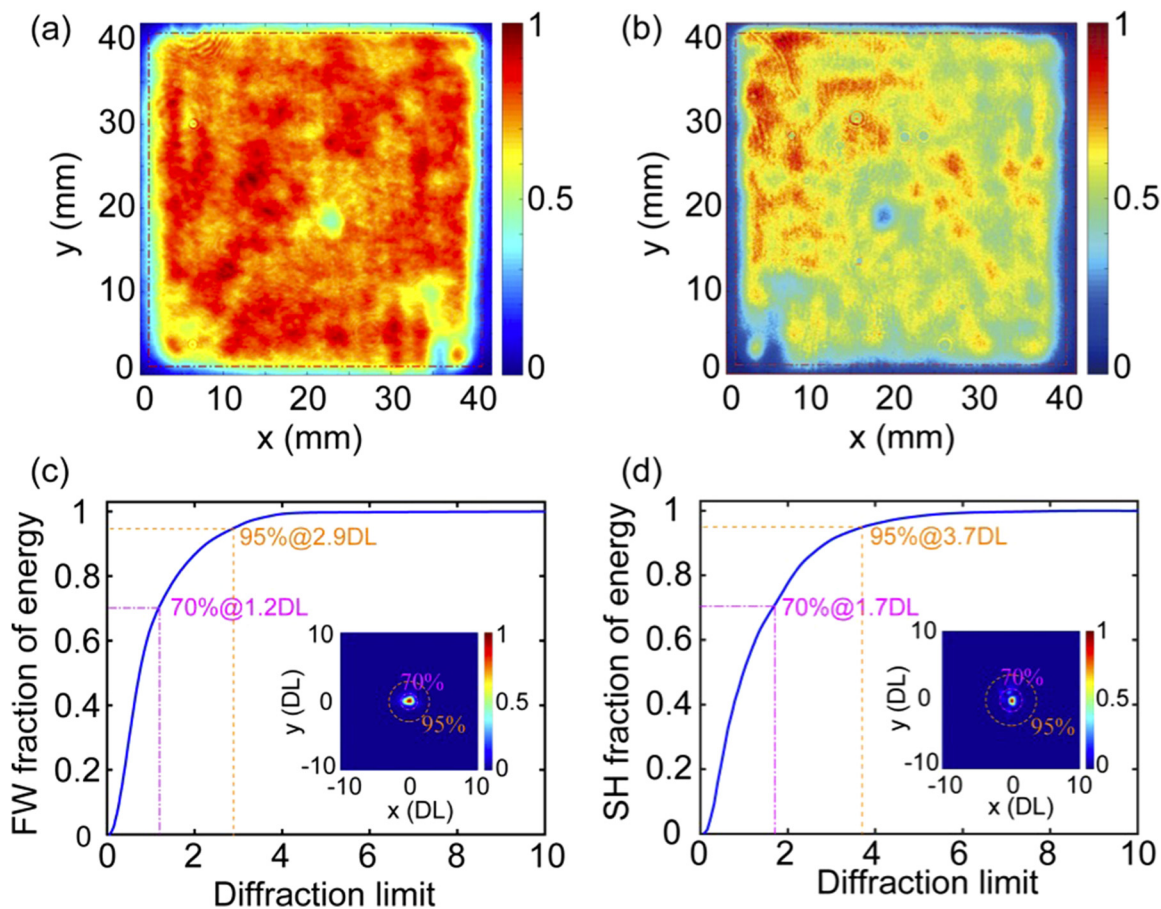 (a)
40
30
20
10
0
y (mm)
0 10 20 30 40
x (mm)
1
0.5
0
(b)
40
30
20
10
0
y (mm)
0 10 20 30 40
x (mm)
1
0.5
0
(c)
1
0.8
0.6
0.4
0.2
0
FW fraction of energy
95%@2.9DL
70%@1.2DL
10
0
-10
y (DL)
70%
95%
-10 0 10
x (DL)
1
0.5
0
0 2 4 6 8 10
Diffraction limit
(d)
1
0.8
0.6
0.4
0.2
0
SH fraction of energy
95%@3.7DL
70%@1.7DL
10
0
-10
y (DL)
70%
95%
-10 0 10
x (DL)
1
0.5
0
0 2 4 6 8 10
Diffraction limit